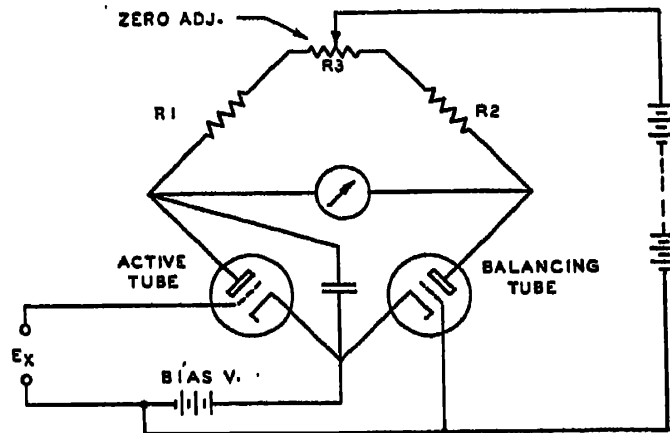 ZERO ADJ.
R3
R1
R2
ACTIVE
TUBE
BALANCING
TUBE
EX
BIAS V.